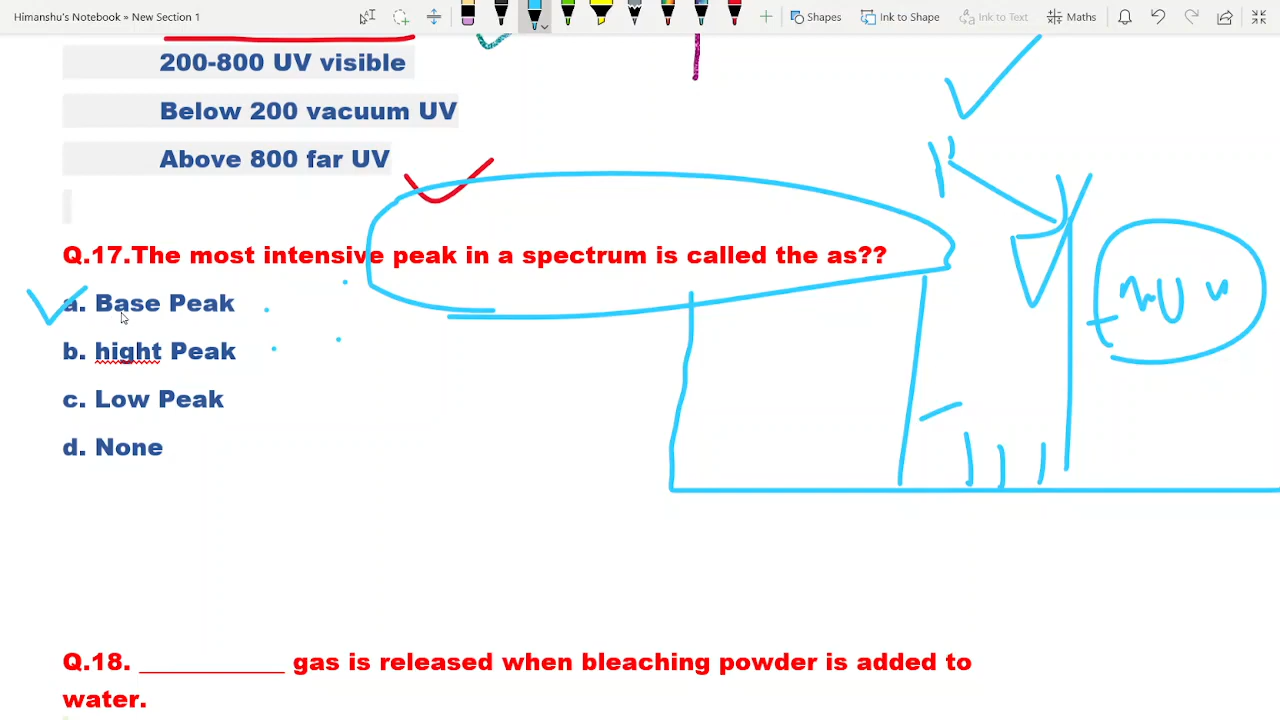 Himanshu's Notebook » New Section 1
Shapes
Ink to Shape
Ink to Text
Maths
200-800 UV visible
Below 200 vacuum UV
Above 800 far UV
Q.17.The most intensive peak in a spectrum is called the as??
a. Base Peak
b. hight Peak
c. Low Peak
d. None
Q.18. ____________ gas is released when bleaching powder is added to
water.